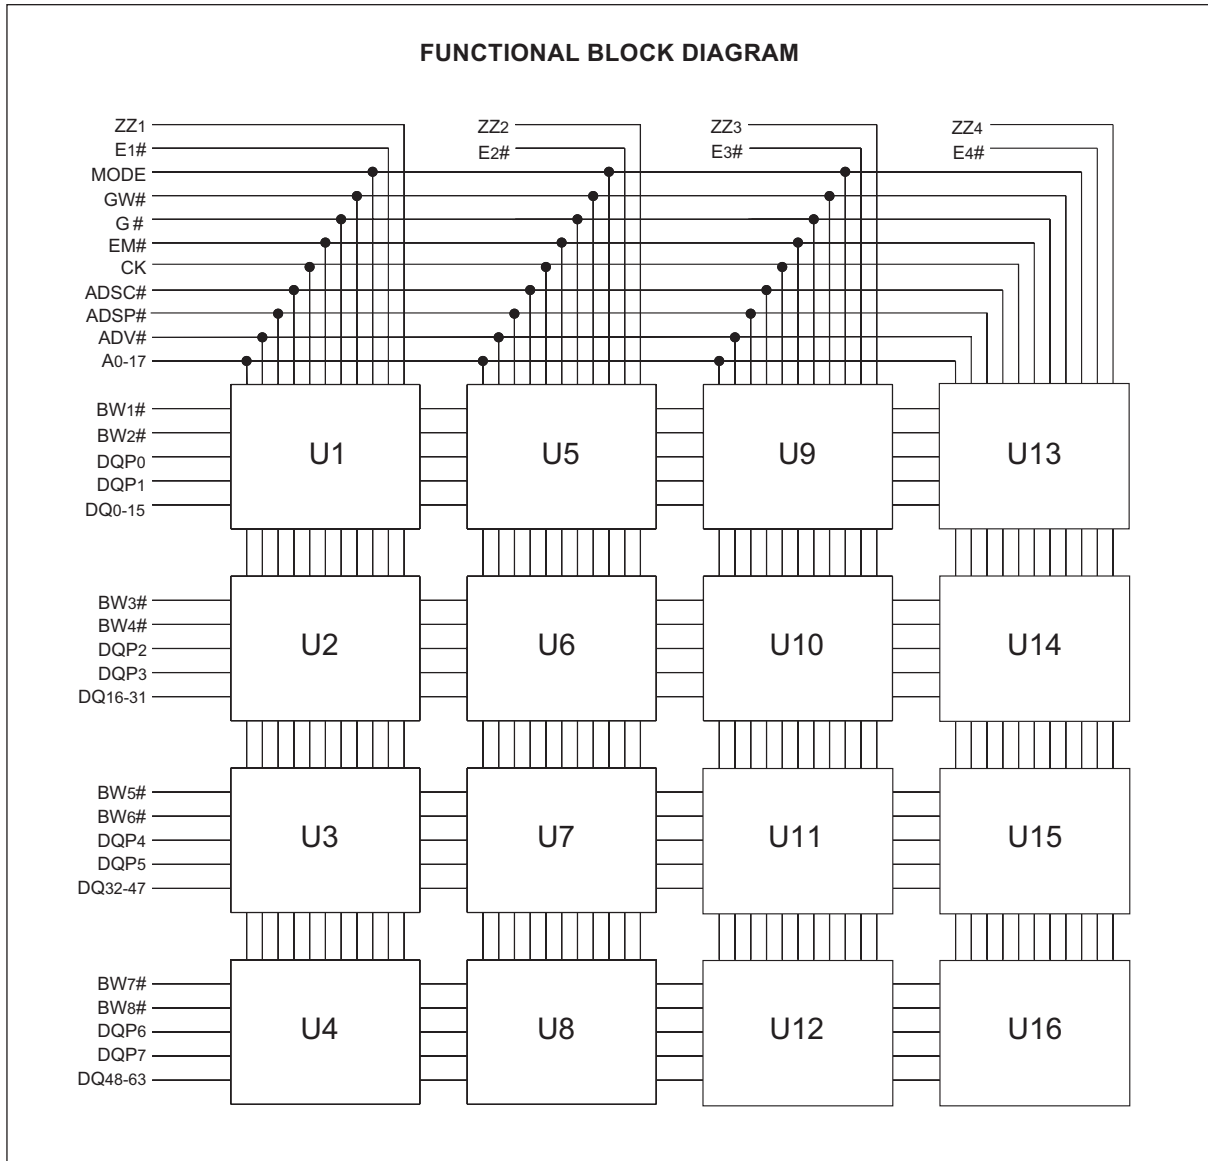 FUNCTIONAL BLOCK DIAGRAM
ZZ1 ZZ2 ZZ3 ZZ4
E1# E2# E3# E4#
MODE
GW#
G#
EM#
CK
ADSC#
ADSP#
ADV#
A0-17
BW1#
BW2#
DQP0
DQP1
DQ0-15
U1 U5 U9 U13
BW3#
BW4#
DQP2
DQP3
DQ16-31
U2 U6 U10 U14
BW5#
BW6#
DQP4
DQP5
DQ32-47
U3 U7 U11 U15
BW7#
BW8#
DQP6
DQP7
DQ48-63
U4 U8 U12 U16